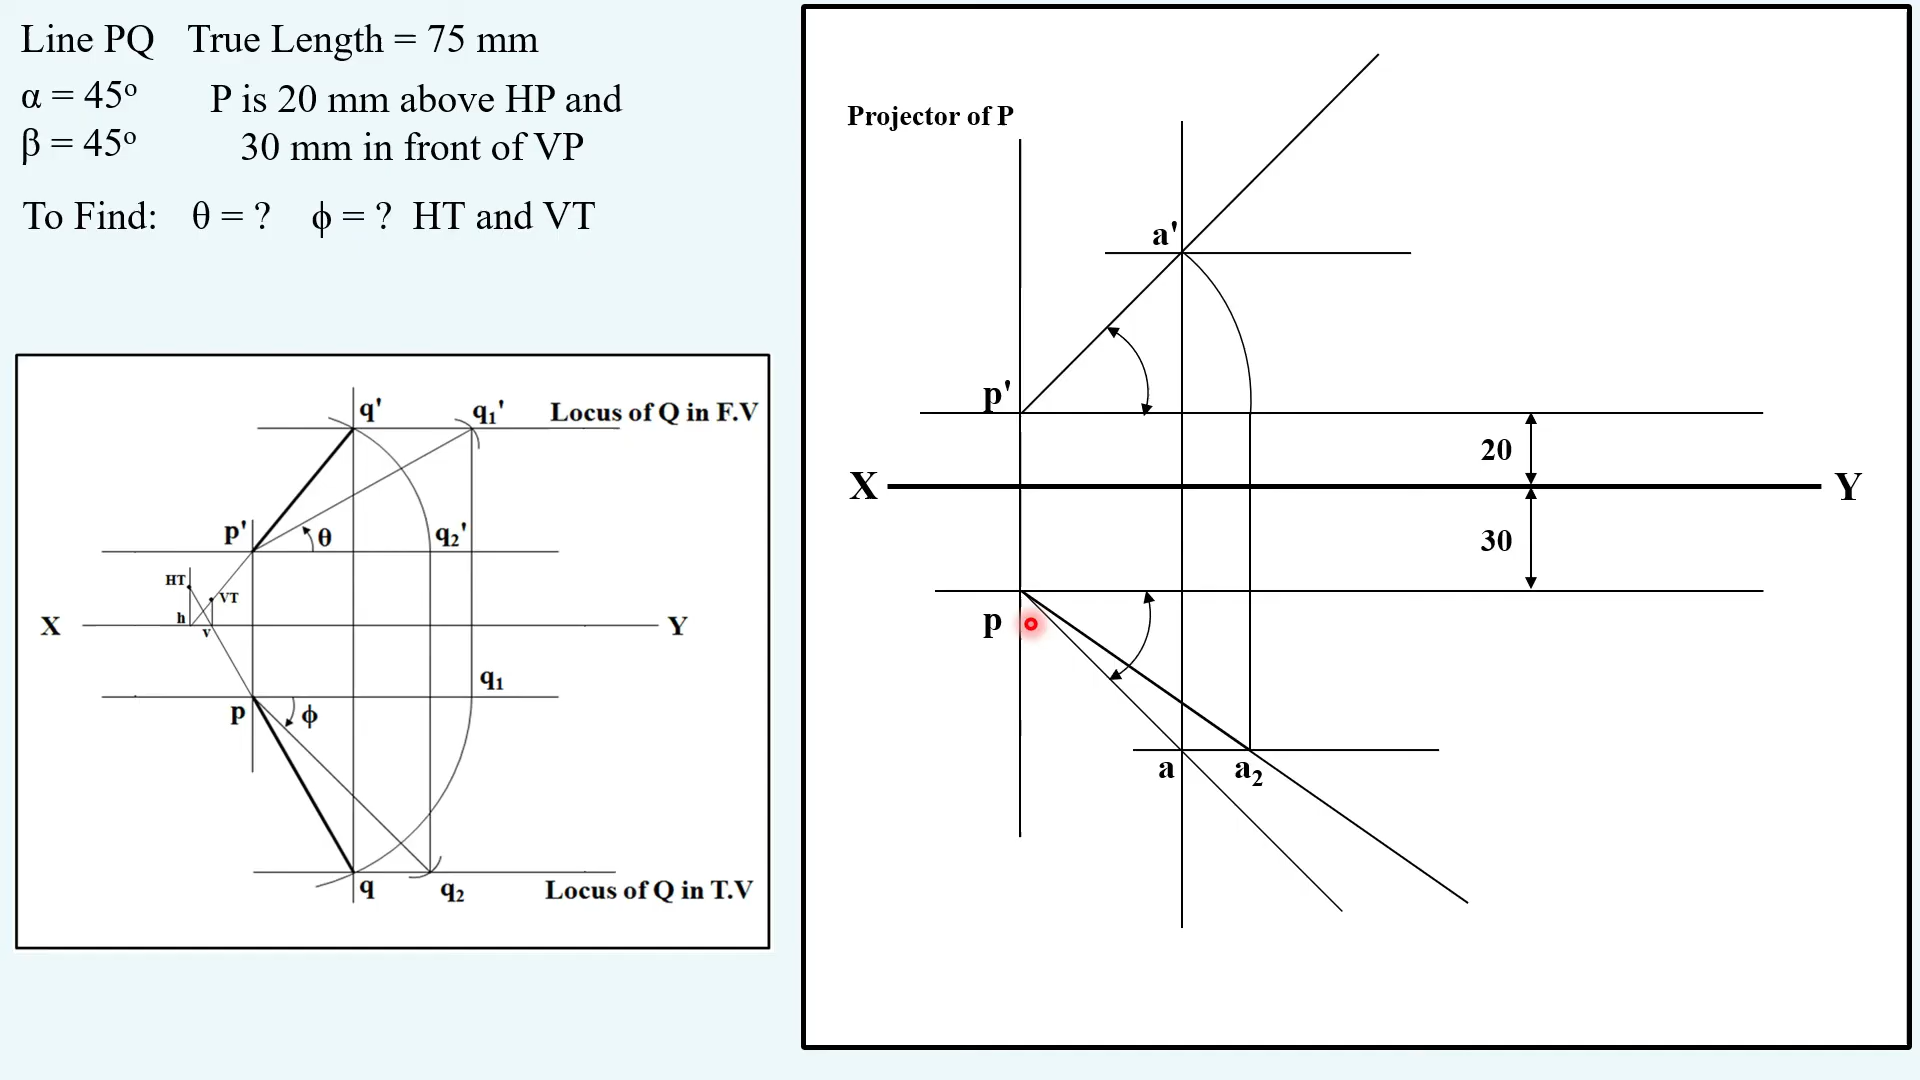 Line PQ True Length = 75 mm
α = 45ᵒ P is 20 mm above HP and
β = 45ᵒ 30 mm in front of VP
To Find: θ = ? ϕ = ? HT and VT
q' q₁' Locus of Q in F.V
p' θ q₂'
HT VT
h v
X Y
q₁
p ϕ
q q₂ Locus of Q in T.V
Projector of P
a'
p'
20
X Y
30
p
a a₂